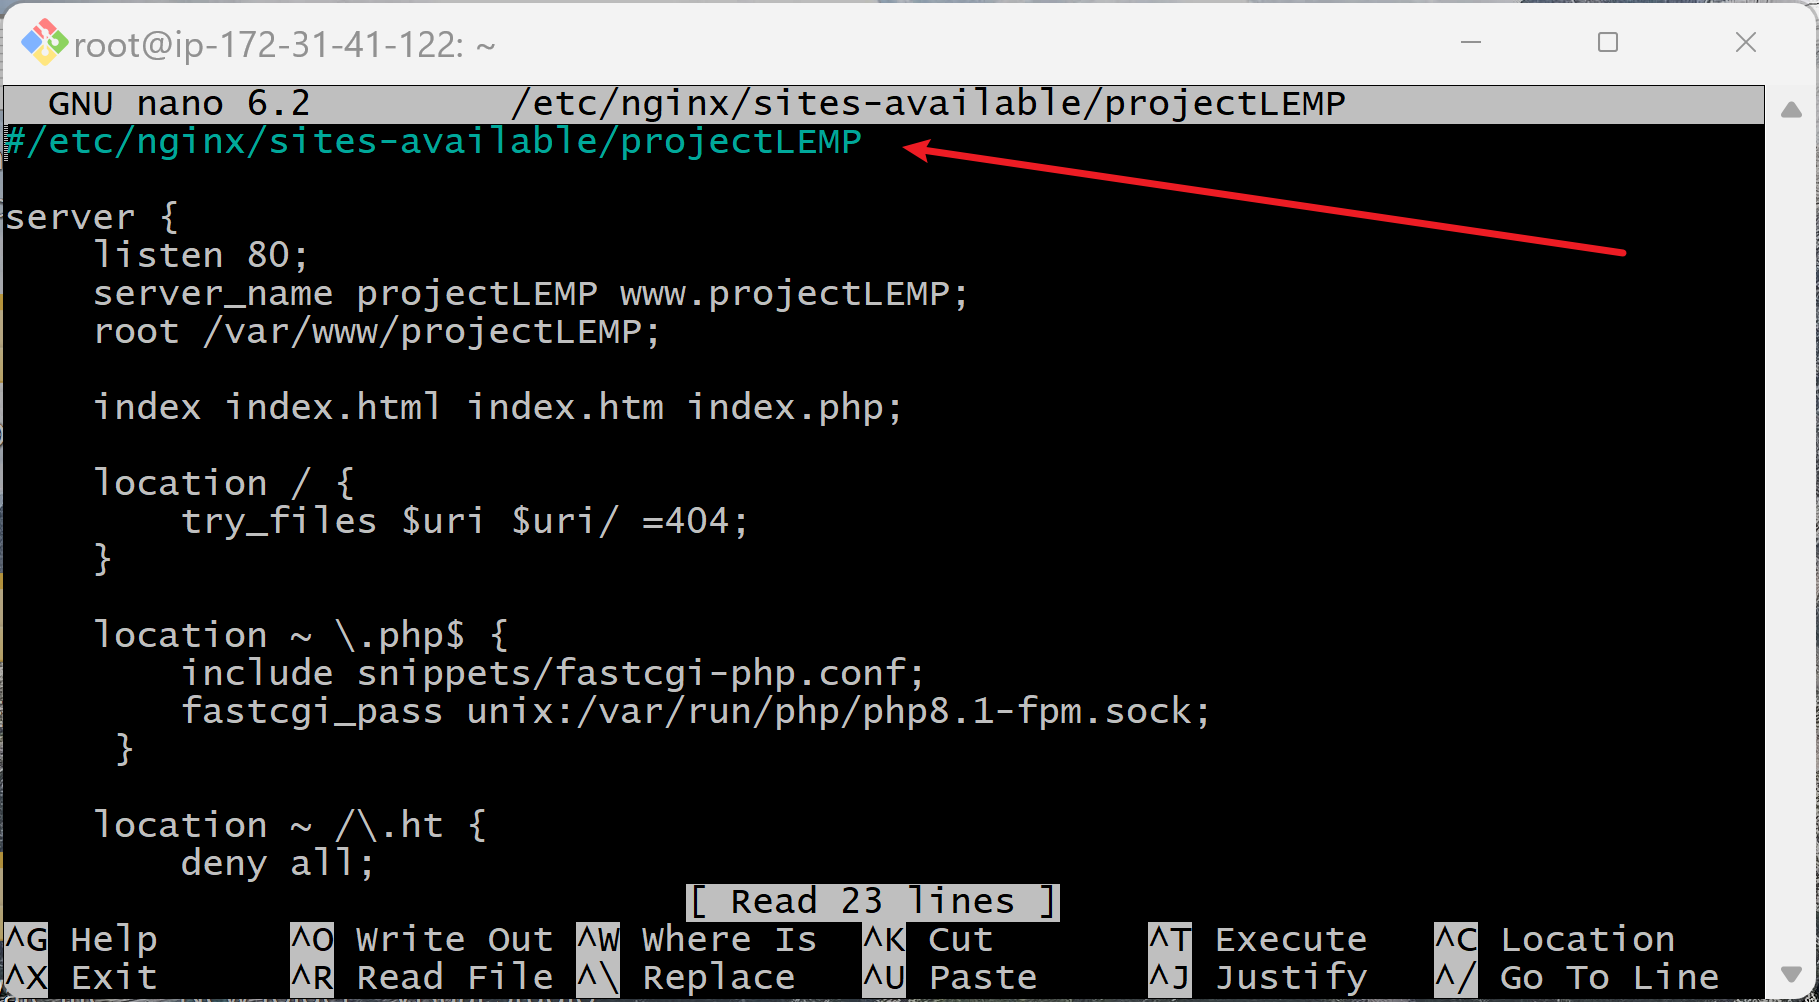 root@ip-172-31-41-122: ~
GNU nano 6.2 /etc/nginx/sites-available/projectLEMP
#/etc/nginx/sites-available/projectLEMP
server {
listen 80;
server_name projectLEMP www.projectLEMP;
root /var/www/projectLEMP;
index index.html index.htm index.php;
location / {
try_files $uri $uri/ =404;
}
location ~ \.php$ {
include snippets/fastcgi-php.conf;
fastcgi_pass unix:/var/run/php/php8.1-fpm.sock;
}
location ~ /\.ht {
deny all;
[ Read 23 lines ]
^G Help ^O Write Out ^W Where Is ^K Cut ^T Execute ^C Location
^X Exit ^R Read File ^\ Replace ^U Paste ^J Justify ^/ Go To Line